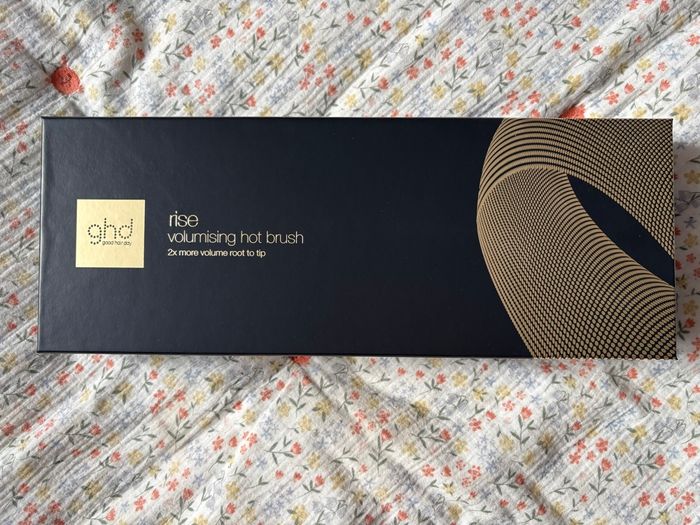 ghd
good hair day
rise
volumising hot brush
2x more volume root to tip